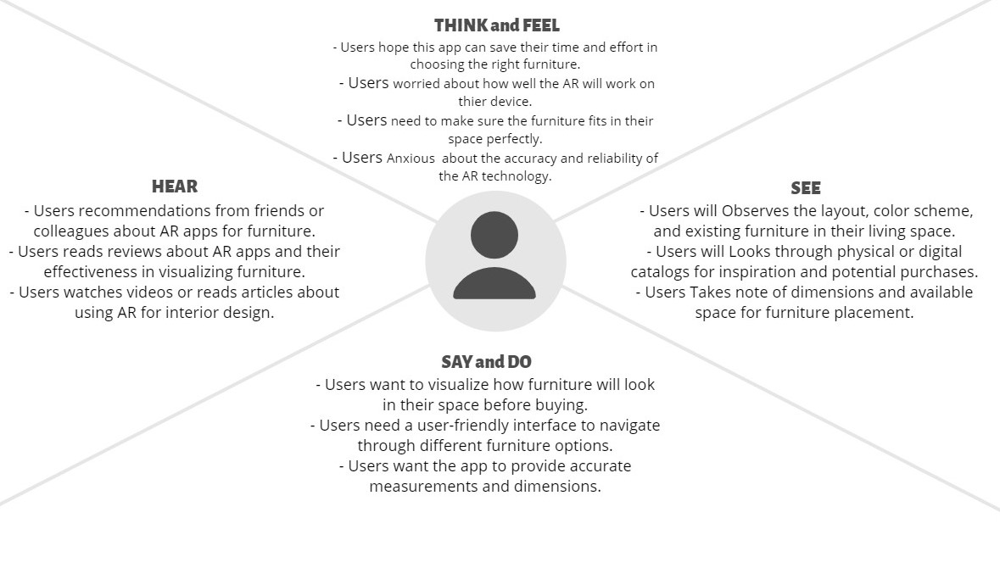 THINK and FEEL
- Users hope this app can save their time and effort in
choosing the right furniture.
- Users worried about how well the AR will work on
thier device.
- Users need to make sure the furniture fits in their
space perfectly.
- Users Anxious  about the accuracy and reliability of
the AR technology.
HEAR
- Users recommendations from friends or
colleagues about AR apps for furniture.
- Users reads reviews about AR apps and their
effectiveness in visualizing furniture.
- Users watches videos or reads articles about
using AR for interior design.
SEE
- Users will Observes the layout, color scheme,
and existing furniture in their living space.
- Users will Looks through physical or digital
catalogs for inspiration and potential purchases.
- Users Takes note of dimensions and available
space for furniture placement.
SAY and DO
- Users want to visualize how furniture will look
in their space before buying.
- Users need a user-friendly interface to navigate
through different furniture options.
- Users want the app to provide accurate
measurements and dimensions.